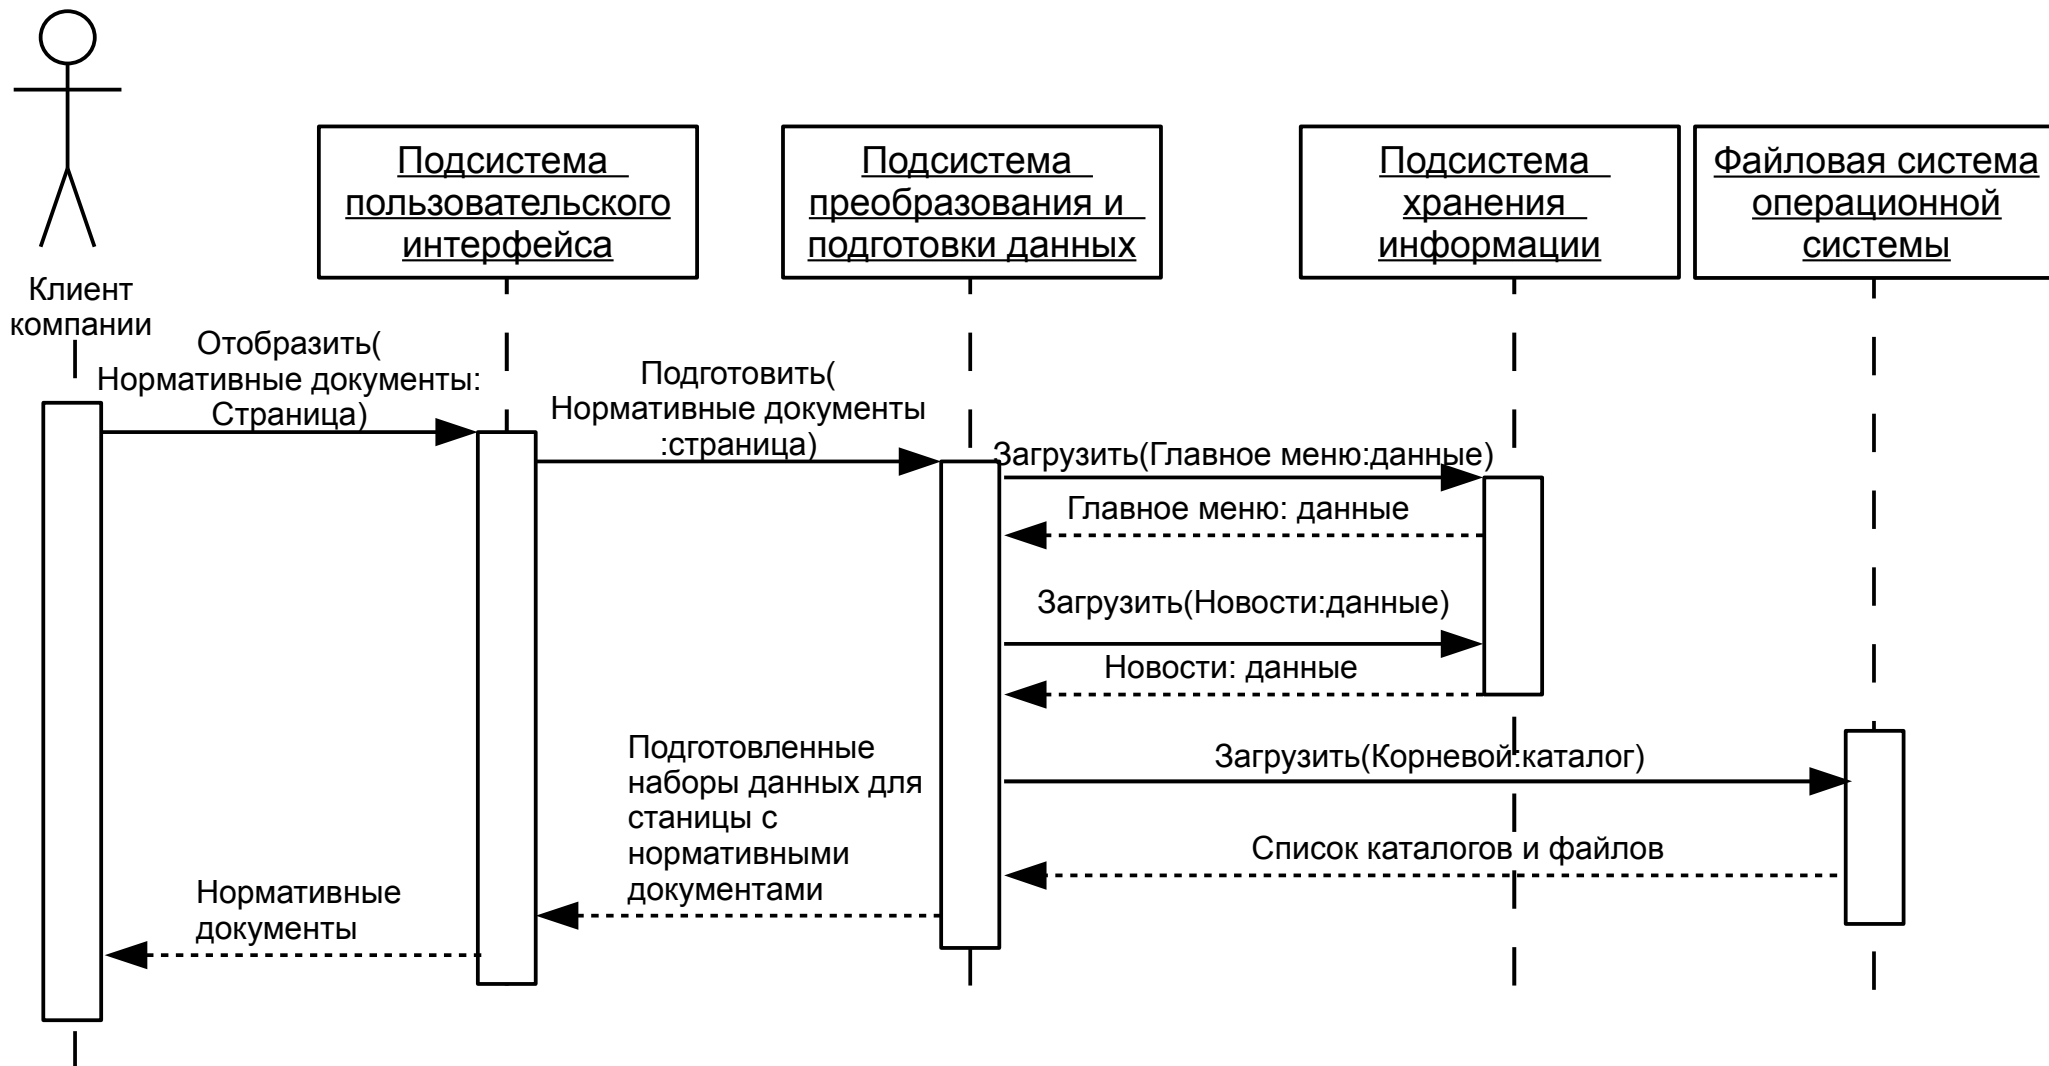 Подсистема
пользовательского
интерфейса
Подсистема
преобразования и
подготовки данных
Подсистема
хранения
информации
Файловая система
операционной
системы
Клиент
компании
Отобразить(
Нормативные документы:
Страница)
Подготовить(
Нормативные документы
:страница)
Загрузить(Главное меню:данные)
Главное меню: данные
Загрузить(Новости:данные)
Новости: данные
Загрузить(Корневой:каталог)
Список каталогов и файлов
Подготовленные
наборы данных для
станицы с
нормативными
документами
Нормативные
документы